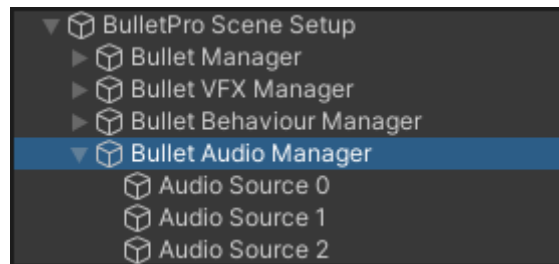 BulletPro Scene Setup
Bullet Manager
Bullet VFX Manager
Bullet Behaviour Manager
Bullet Audio Manager
Audio Source 0
Audio Source 1
Audio Source 2